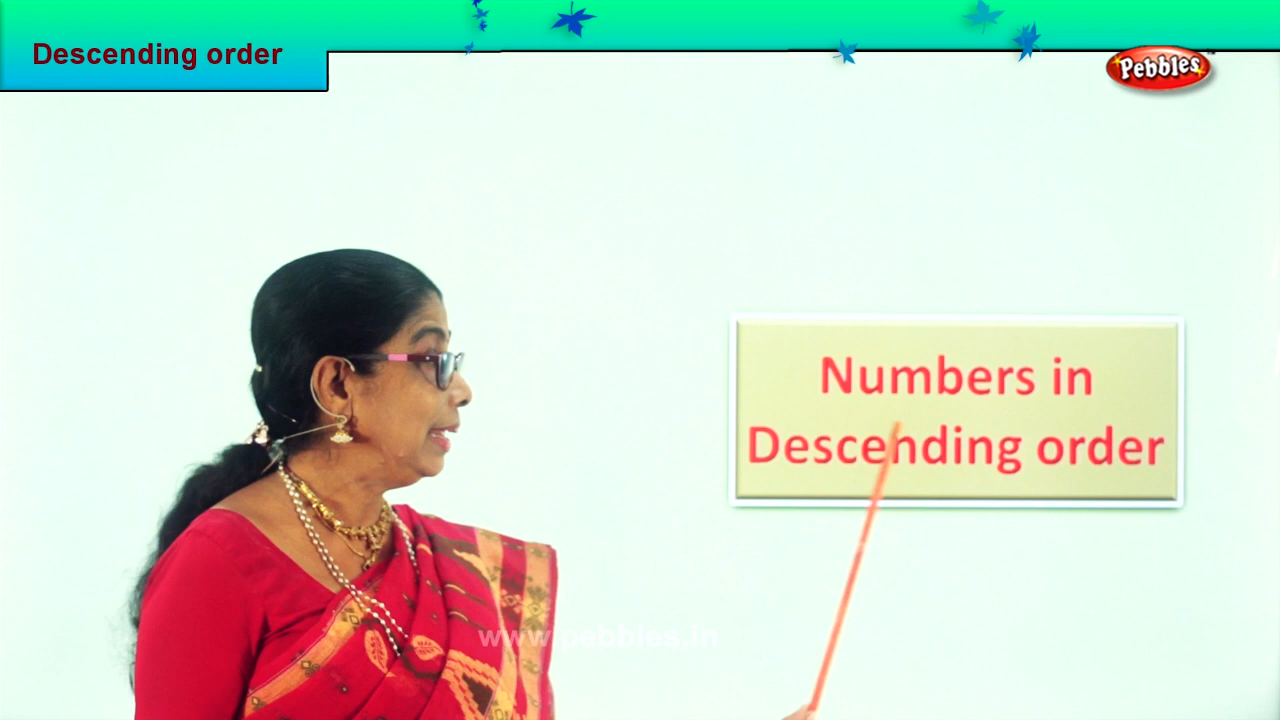 Descending order
Pebbles
Numbers in
Descending order
www.pebbles.in